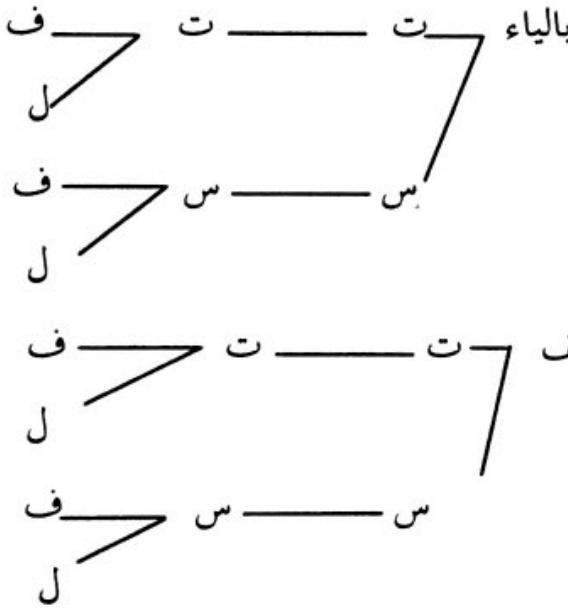 بالياء ت ت ف
ل
س س ف
ل
ت ت ف
ل
س س ف
ل